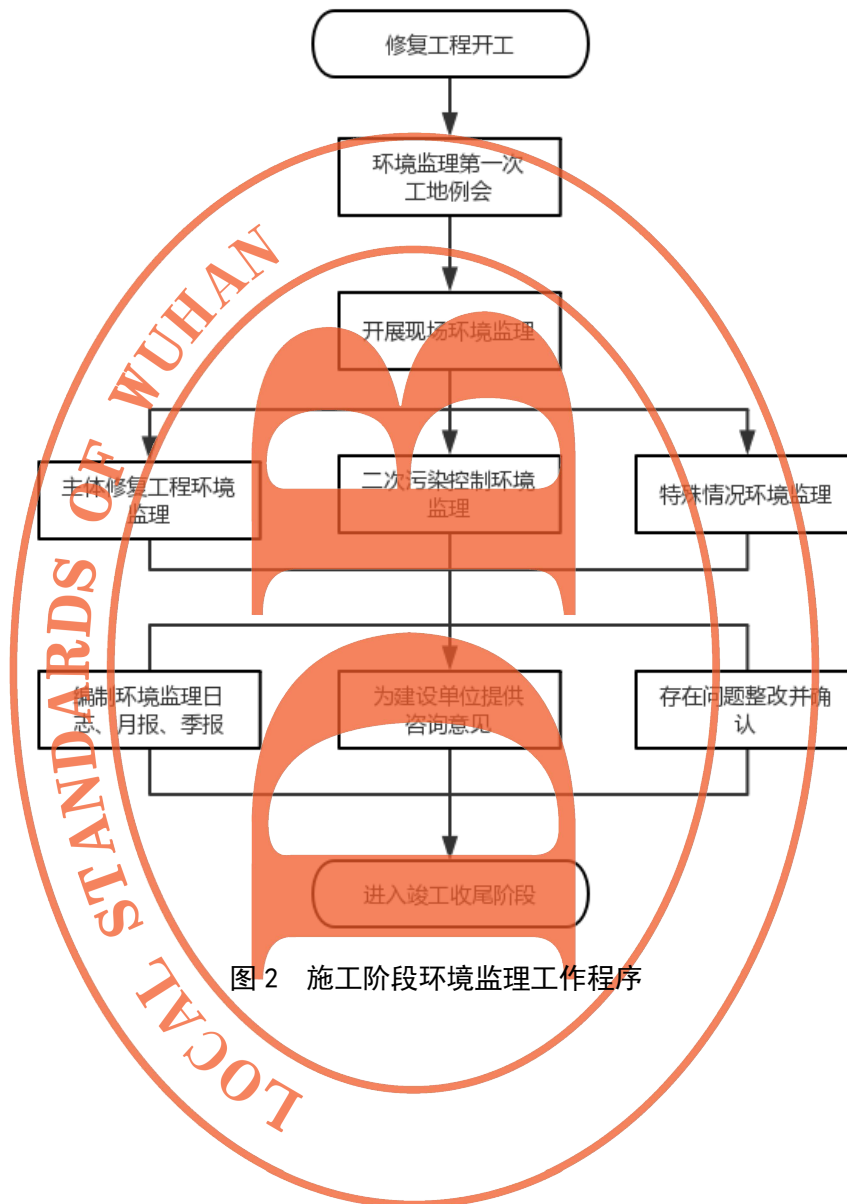 修复工程开工
环境监理第一次
工地例会
开展现场环境监理
主体修复工程环境
监理
二次污染控制环境
监理
特殊情况环境监理
编制环境监理日
志、月报、季报
为建设单位提供
咨询意见
存在问题整改并确
认
进入竣工收尾阶段
图 2 施工阶段环境监理工作程序
LOCAL STANDARDS OF WUHAN
DB